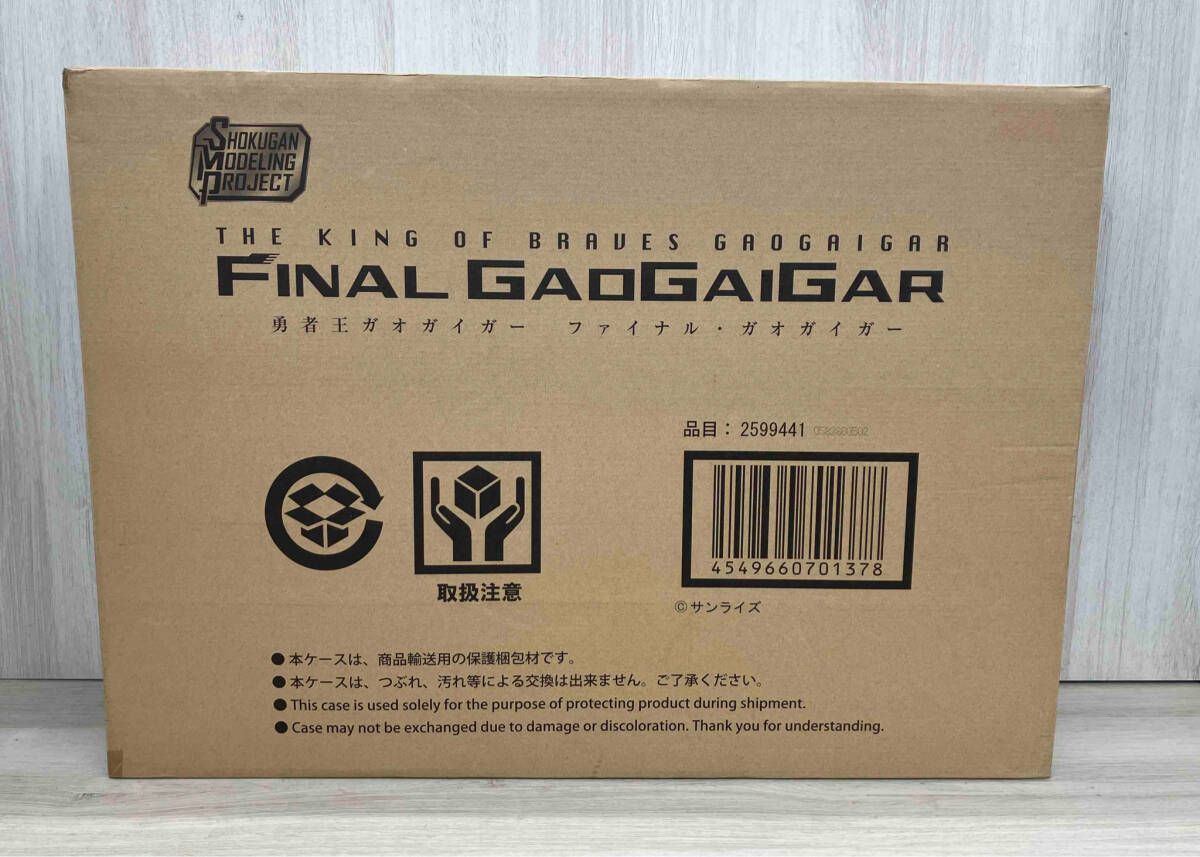 SHOKUGAN
MODELING
PROJECT
THE KING OF BRAVES GAOGAIGAR
FINAL GAOGAIGAR
勇者王ガオガイガー ファイナル・ガオガイガー
品目：2599441
4549660701378
取扱注意
©サンライズ
●本ケースは、商品輸送用の保護梱包材です。
●本ケースは、つぶれ、汚れ等による交換は出来ません。ご了承ください。
●This case is used solely for the purpose of protecting product during shipment.
●Case may not be exchanged due to damage or discoloration. Thank you for understanding.